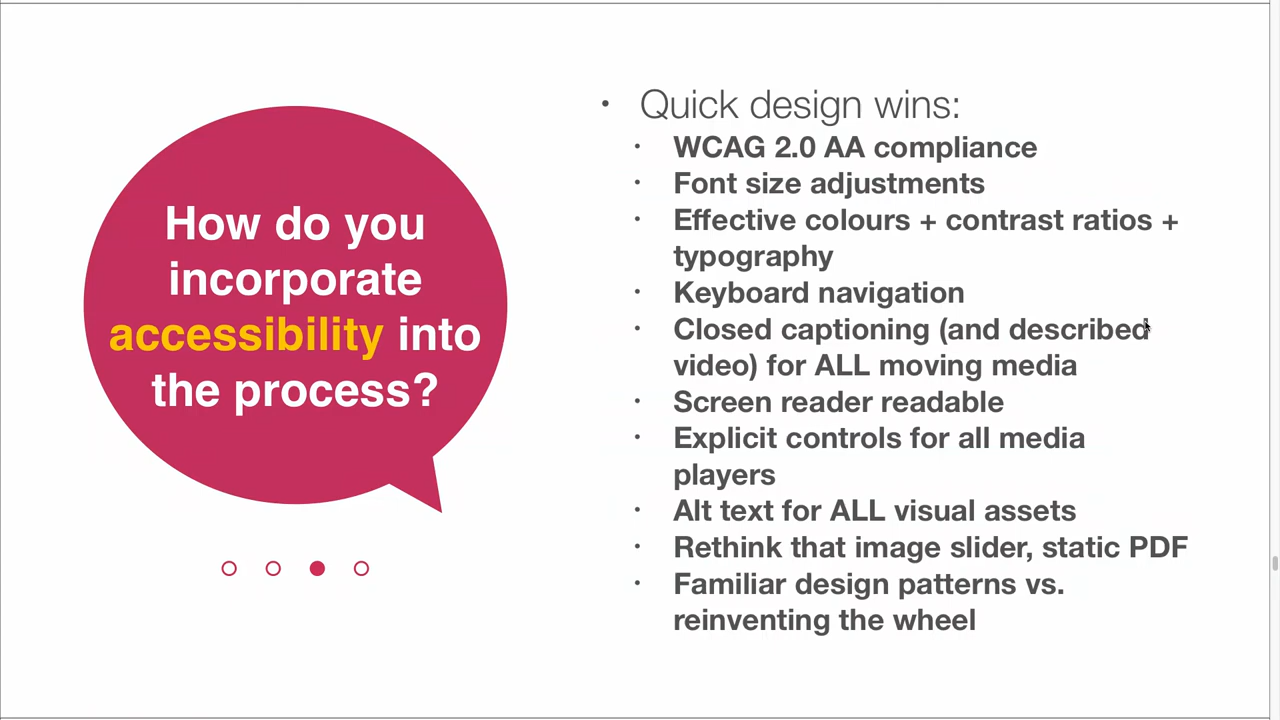 How do you
incorporate
accessibility into
the process?
• Quick design wins:
• WCAG 2.0 AA compliance
• Font size adjustments
• Effective colours + contrast ratios +
typography
• Keyboard navigation
• Closed captioning (and described
video) for ALL moving media
• Screen reader readable
• Explicit controls for all media
players
• Alt text for ALL visual assets
• Rethink that image slider, static PDF
• Familiar design patterns vs.
reinventing the wheel